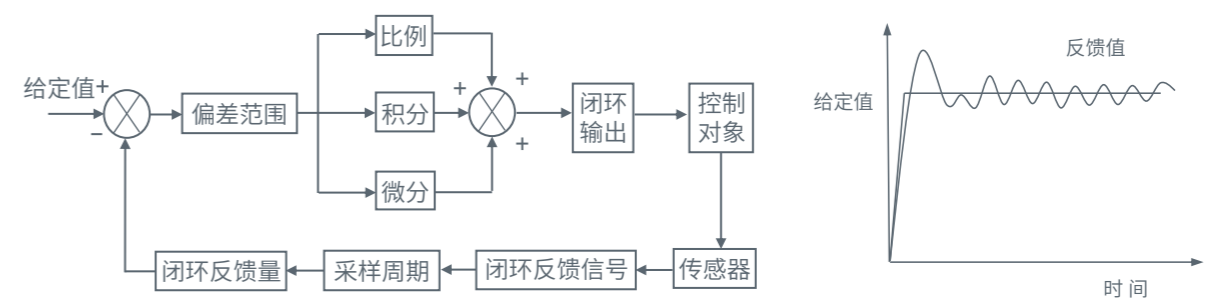 给定值+
−
偏差范围
比例
积分
微分
+
+
+
闭环
输出
控制
对象
传感器
闭环反馈信号
采样周期
闭环反馈量
反馈值
给定值
时间